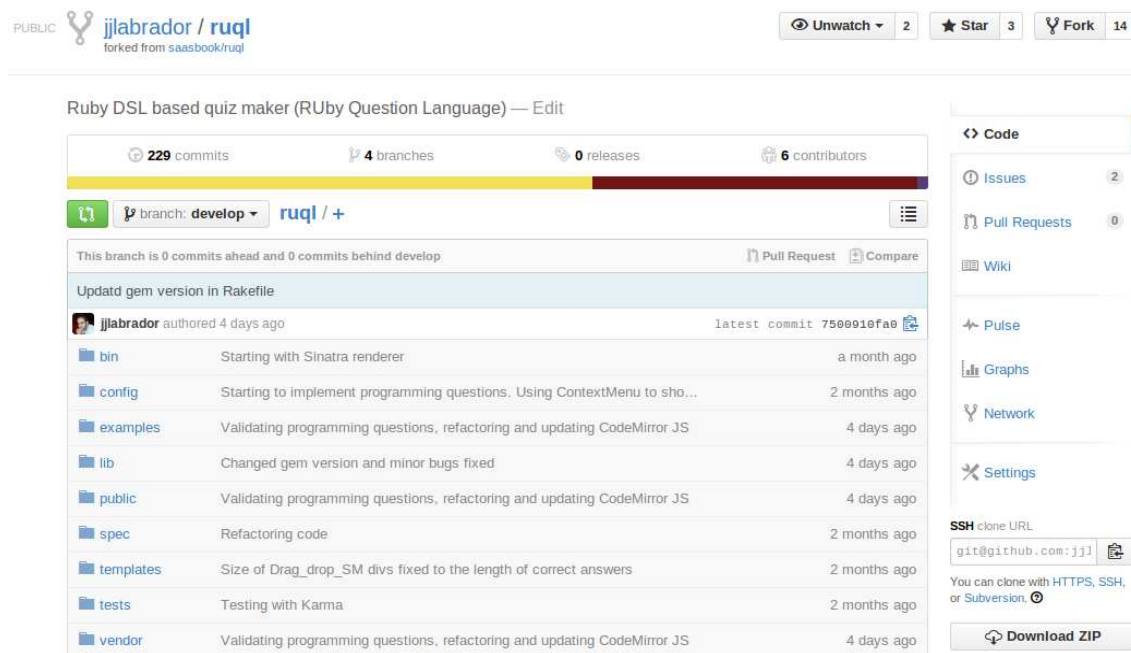 PUBLIC jjlabrador / ruql
forked from saasbook/ruql
Unwatch 2 Star 3 Fork 14
Ruby DSL based quiz maker (RUby Question Language) — Edit
229 commits 4 branches 0 releases 6 contributors
branch: develop ruql / +
This branch is 0 commits ahead and 0 commits behind develop Pull Request Compare
Updatd gem version in Rakefile
jjlabrador authored 4 days ago latest commit 7500910fa0
bin Starting with Sinatra renderer a month ago
config Starting to implement programming questions. Using ContextMenu to sho... 2 months ago
examples Validating programming questions, refactoring and updating CodeMirror JS 4 days ago
lib Changed gem version and minor bugs fixed 4 days ago
public Validating programming questions, refactoring and updating CodeMirror JS 4 days ago
spec Refactoring code 2 months ago
templates Size of Drag_drop_SM divs fixed to the length of correct answers 2 months ago
tests Testing with Karma 2 months ago
vendor Validating programming questions, refactoring and updating CodeMirror JS 4 days ago
Code
Issues 2
Pull Requests 0
Wiki
Pulse
Graphs
Network
Settings
SSH clone URL
git@github.com:jjl
You can clone with HTTPS, SSH,
or Subversion.
Download ZIP